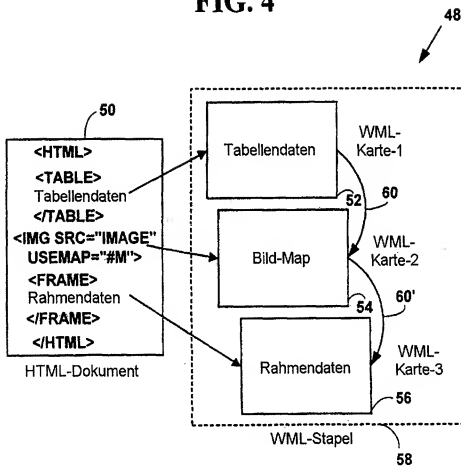 FIG. 4
48
50
<HTML>
<TABLE>
Tabellendaten
</TABLE>
<IMG SRC="IMAGE"
USEMAP="#M">
<FRAME>
Rahmendaten
</FRAME>
</HTML>
HTML-Dokument
Tabellendaten
52
WML-
Karte-1
60
Bild-Map
54
WML-
Karte-2
60'
Rahmendaten
56
WML-
Karte-3
WML-Stapel
58